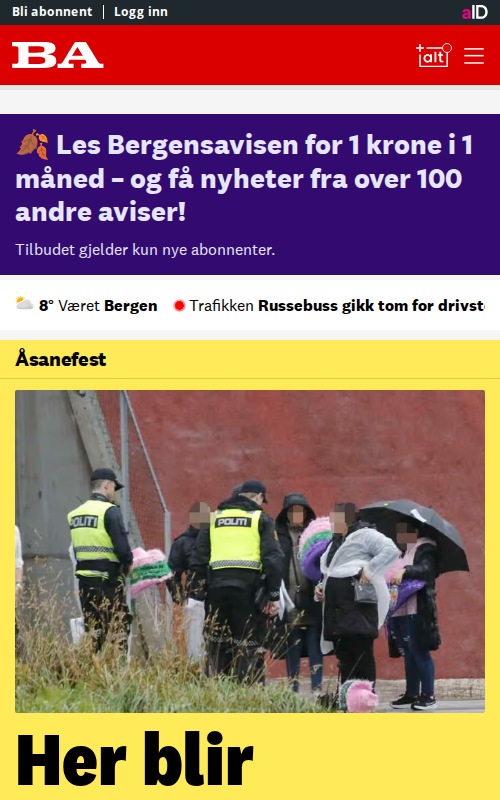 Bli abonnent | Logg inn
aID
BA
+alt
🍂 Les Bergensavisen for 1 krone i 1
måned – og få nyheter fra over 100
andre aviser!
Tilbudet gjelder kun nye abonnenter.
8° Været Bergen Trafikken Russebuss gikk tom for drivst
Åsanefest
POLITI
POLITI
Her blir